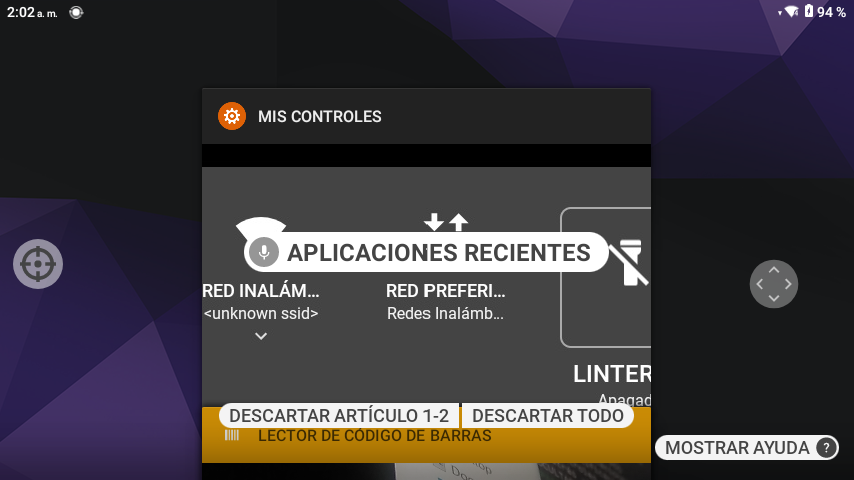 2:02 a. m.
94 %
MIS CONTROLES
APLICACIONES RECIENTES
RED INALÁM...
RED PREFERI...
<unknown ssid>
Redes Inalámb...
LINTER
Apagad
DESCARTAR ARTÍCULO 1-2
DESCARTAR TODO
LECTOR DE CÓDIGO DE BARRAS
MOSTRAR AYUDA ?